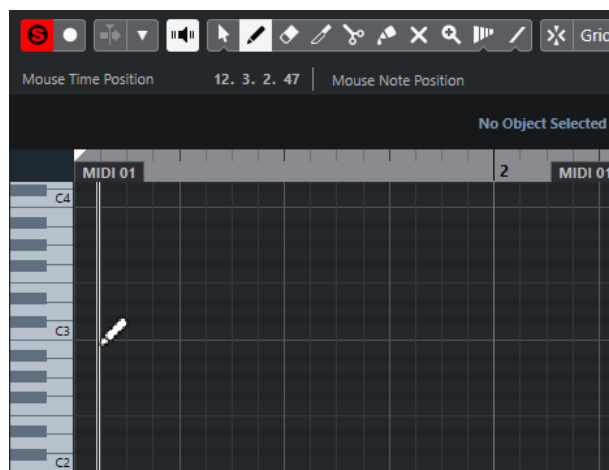 S
Grid
Mouse Time Position 12. 3. 2. 47 Mouse Note Position
No Object Selected
2
MIDI 01 MIDI 01
C4
C3
C2